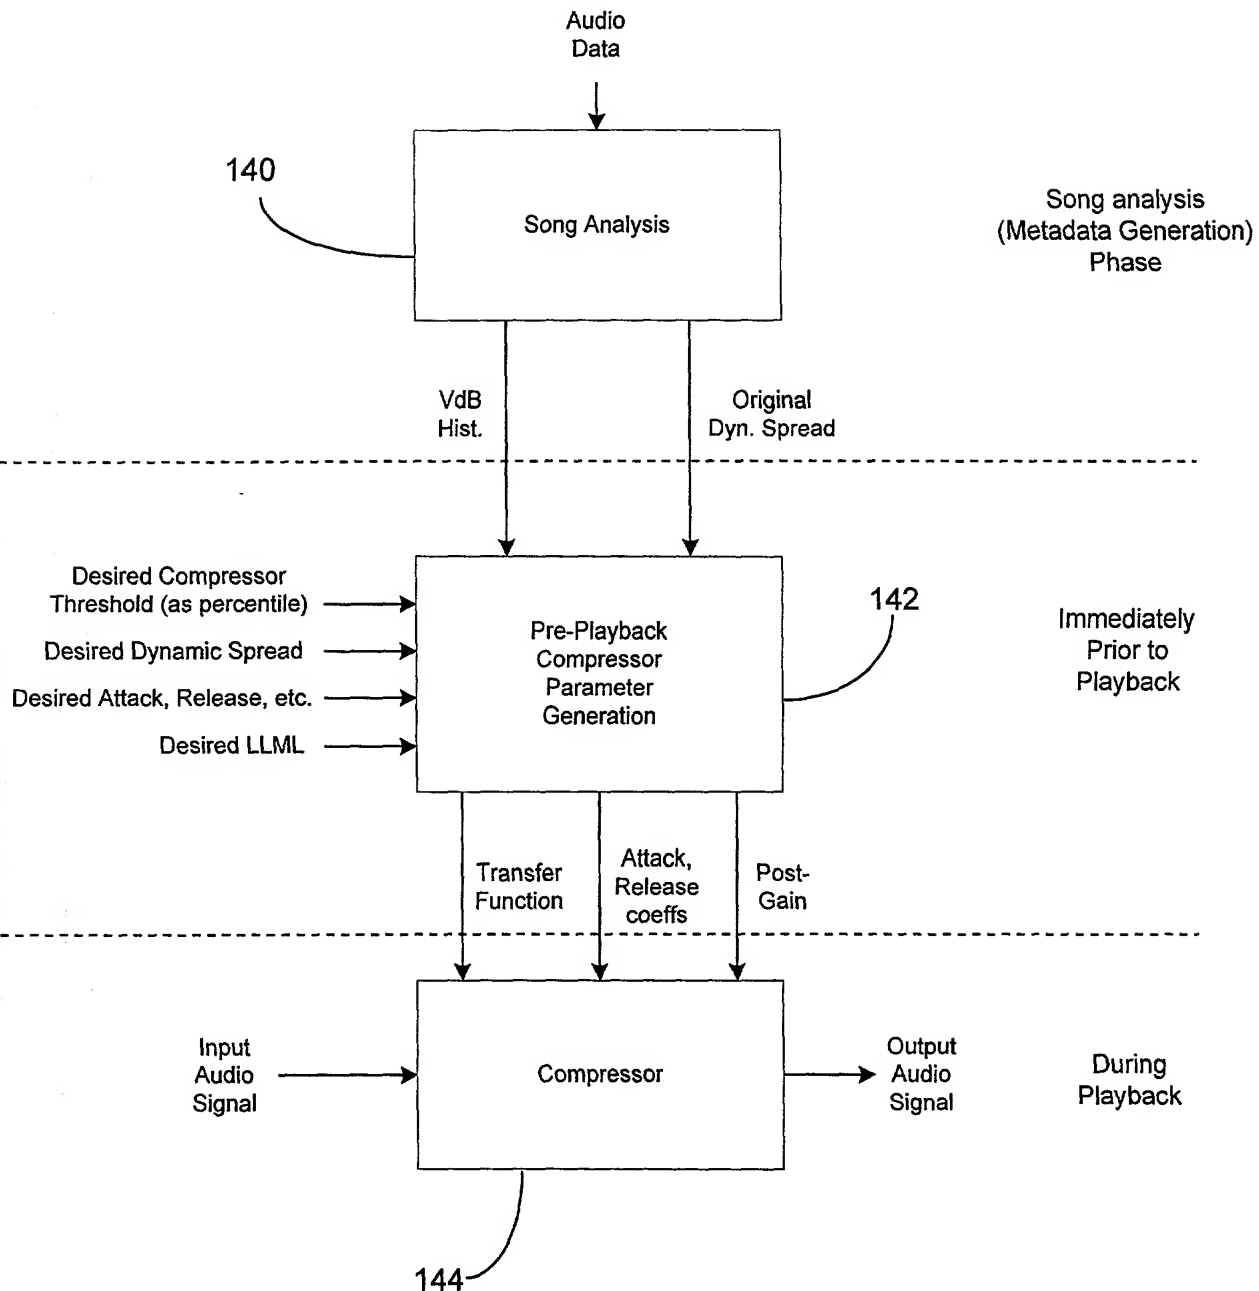 Audio
Data
140
Song Analysis
Song analysis
(Metadata Generation)
Phase
VdB
Hist.
Original
Dyn. Spread
Desired Compressor
Threshold (as percentile)
Desired Dynamic Spread
Desired Attack, Release, etc.
Desired LLML
Pre-Playback
Compressor
Parameter
Generation
142
Immediately
Prior to
Playback
Transfer
Function
Attack,
Release
coeffs
Post-
Gain
Input
Audio
Signal
Compressor
Output
Audio
Signal
During
Playback
144